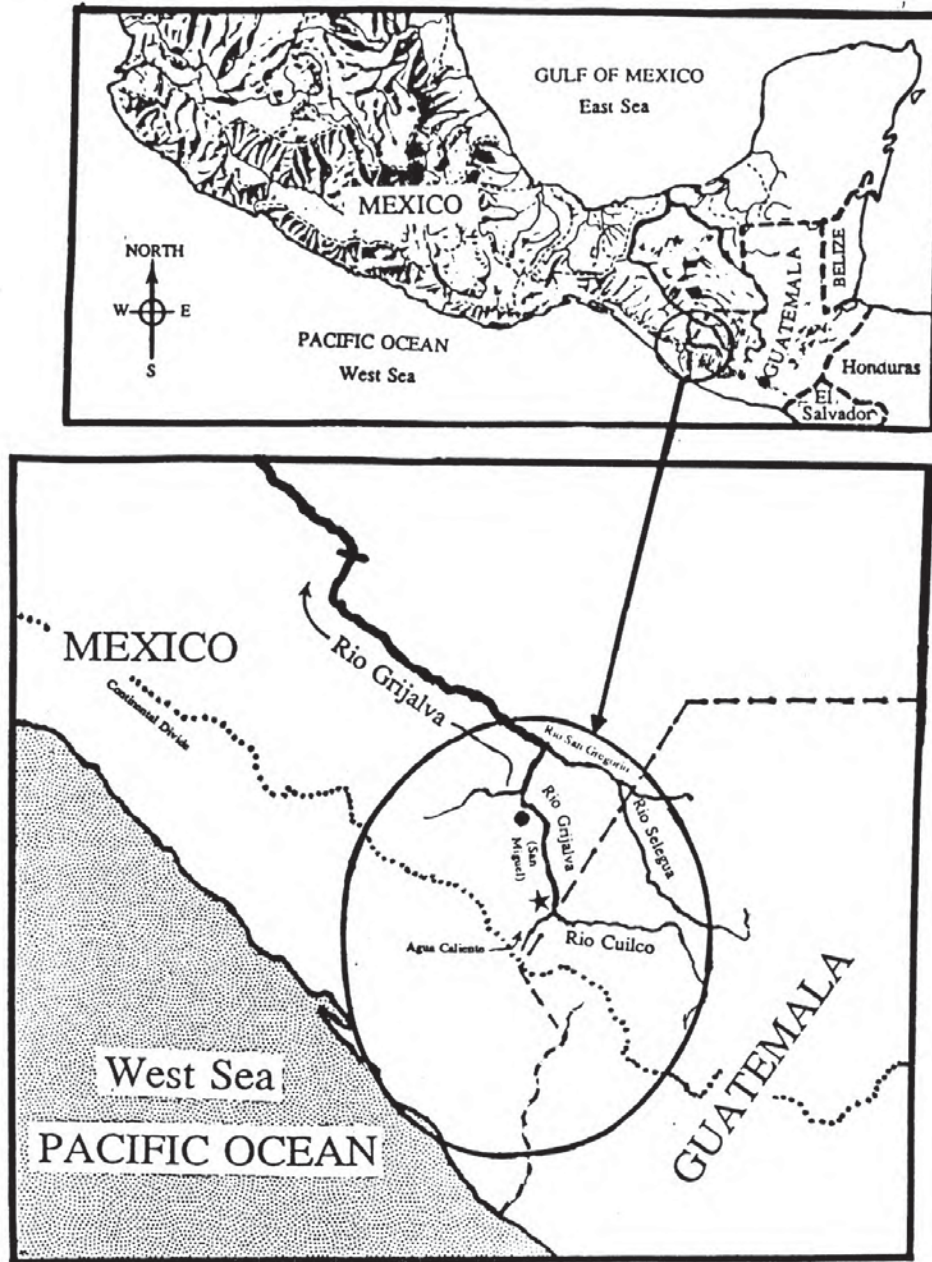 GULF OF MEXICO
East Sea
MEXICO
NORTH
W
E
S
PACIFIC OCEAN
West Sea
GUATEMALA
BELIZE
Honduras
El
Salvador
MEXICO
Continental Divide
Rio Grijalva
Rio San Gregorio
Rio Grijalva
Rio Selegua
(San
Miguel)
Agua Caliente
Rio Cuilco
West Sea
PACIFIC OCEAN
GUATEMALA